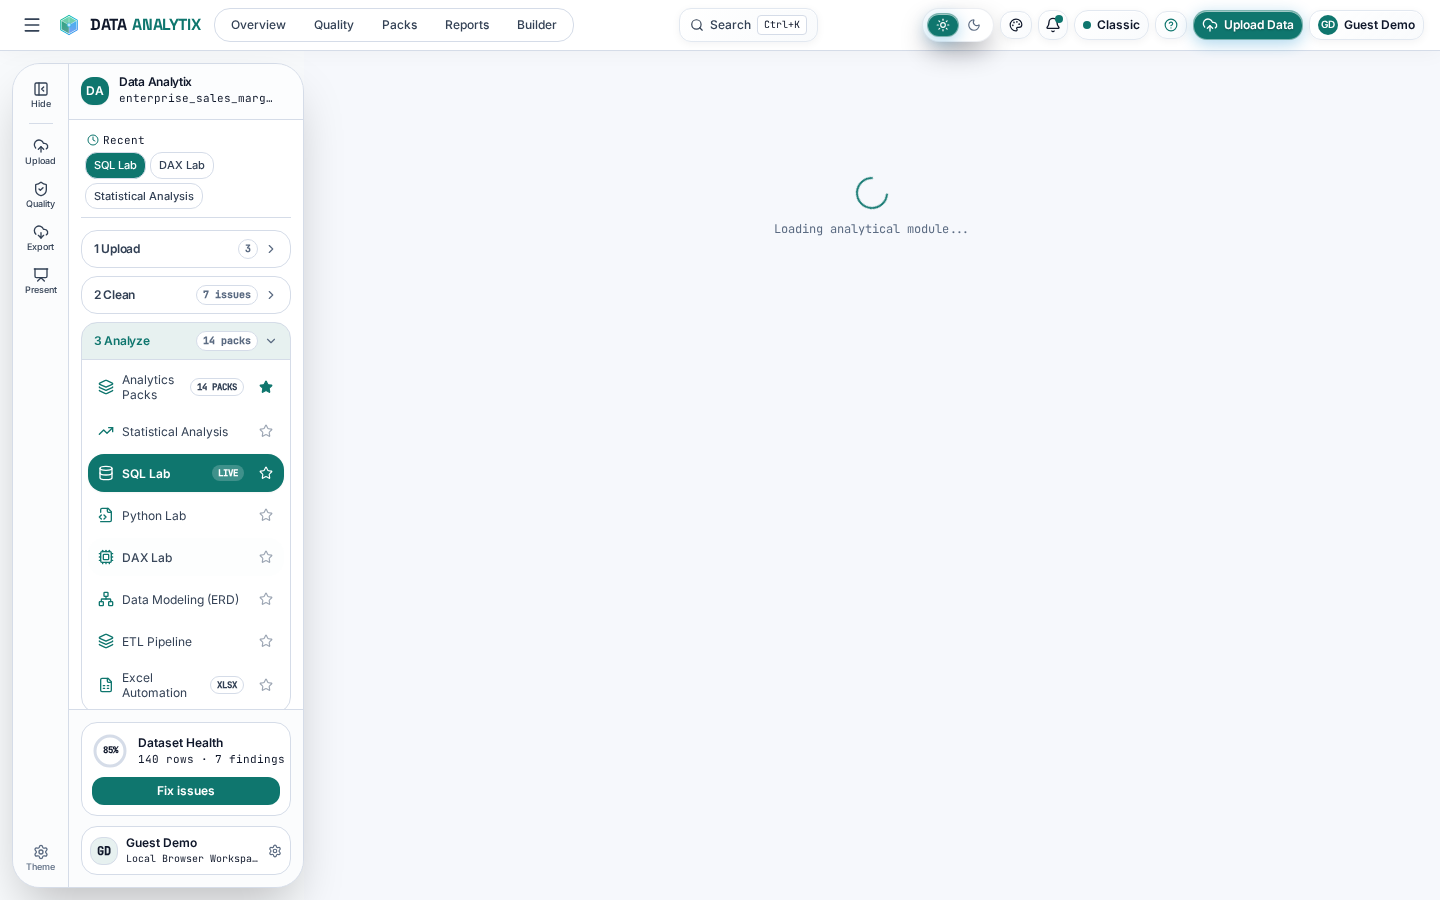 DATA ANALYTIX
Overview
Quality
Packs
Reports
Builder
Search
Ctrl+K
Classic
Upload Data
GD
Guest Demo
Hide
Upload
Quality
Export
Present
Theme
DA
Data Analytix
enterprise_sales_marg…
Recent
SQL Lab
DAX Lab
Statistical Analysis
1 Upload
3
2 Clean
7 issues
3 Analyze
14 packs
Analytics
Packs
14 PACKS
Statistical Analysis
SQL Lab
LIVE
Python Lab
DAX Lab
Data Modeling (ERD)
ETL Pipeline
Excel
Automation
XLSX
85%
Dataset Health
140 rows · 7 findings
Fix issues
GD
Guest Demo
Local Browser Workspa…
Loading analytical module...